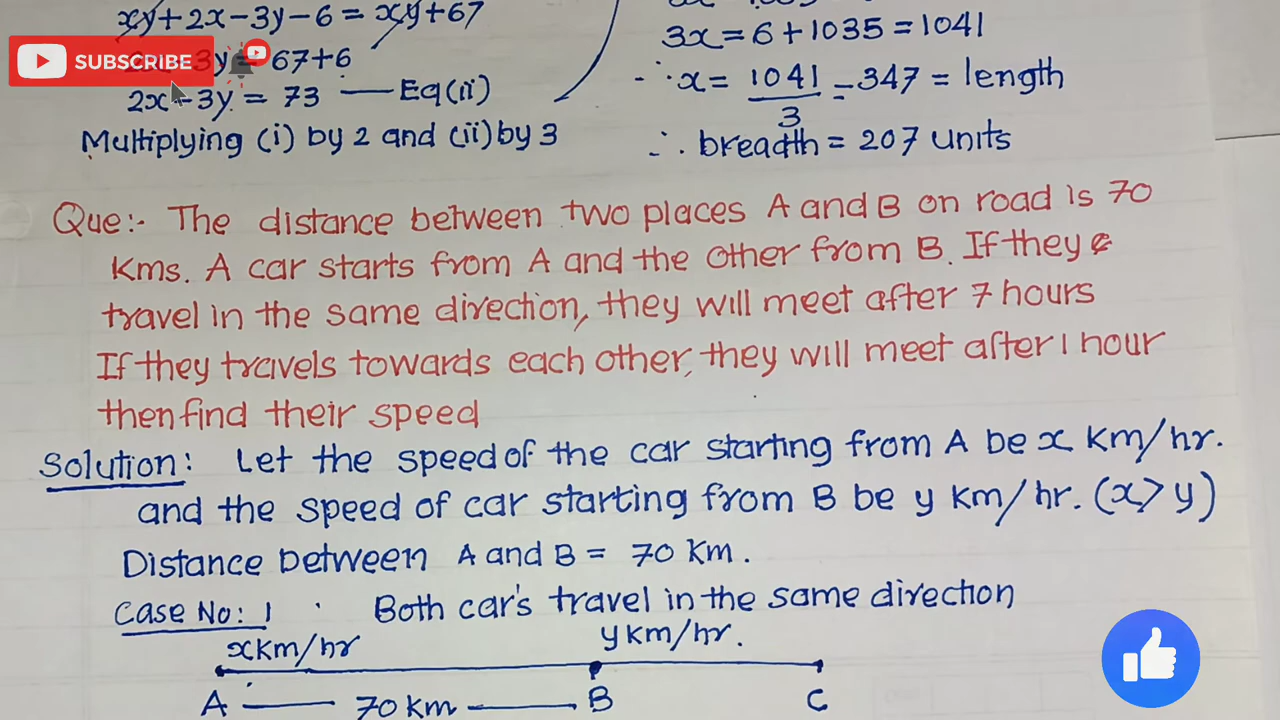 xy+2x-3y-6 = xy+67
3y = 67+6
2x-3y = 73 — Eq(ii)
Multiplying (i) by 2 and (ii) by 3
3x = 6+1035 = 1041
∴ x = 1041/3 = 347 = length
∴ breadth = 207 units
SUBSCRIBE
Que:- The distance between two places A and B on road is 70
Kms. A car starts from A and the other from B. If they
travel in the same direction, they will meet after 7 hours
If they travels towards each other, they will meet after 1 hour
then find their speed
Solution: Let the speed of the car starting from A be x Km/hr.
and the speed of car starting from B be y km/hr. (x>y)
Distance between A and B = 70 Km.
Case No: 1 Both car's travel in the same direction
x km/hr y km/hr.
A — 70 km — B C